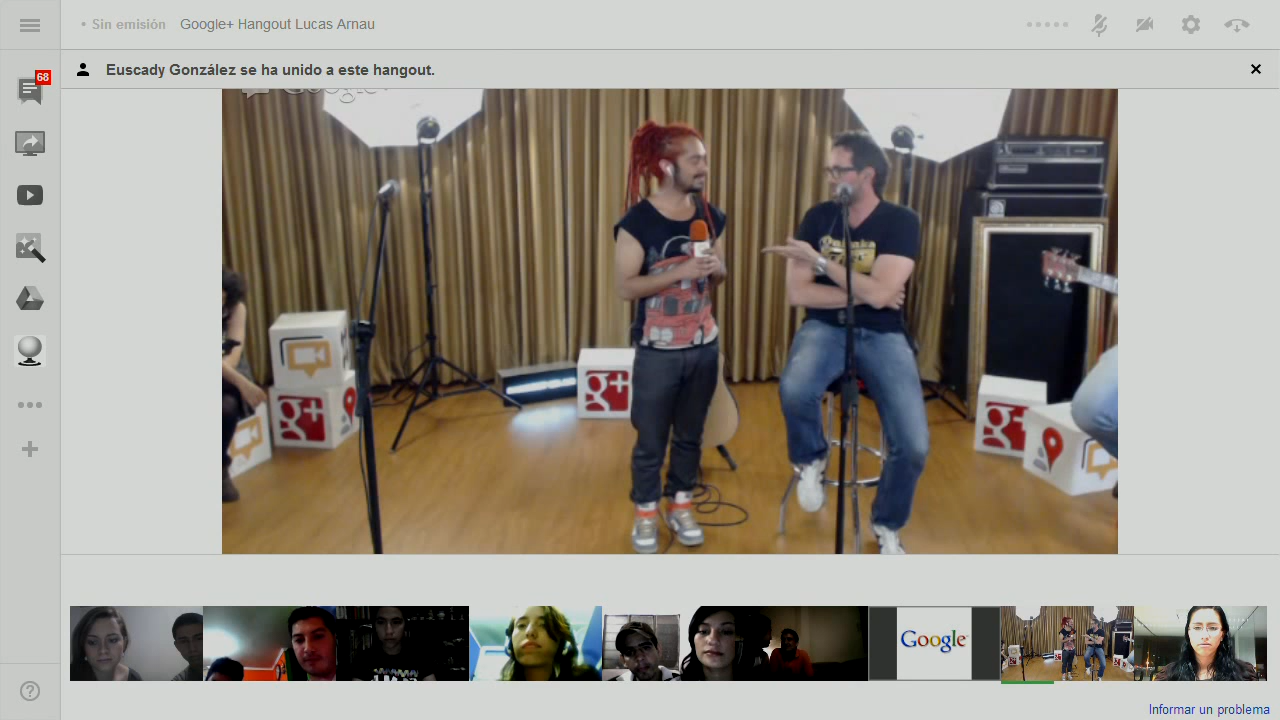 • Sin emisión Google+ Hangout Lucas Arnau
68
Euscady González se ha unido a este hangout.
g+
g+
g+
Google
Informar un problema